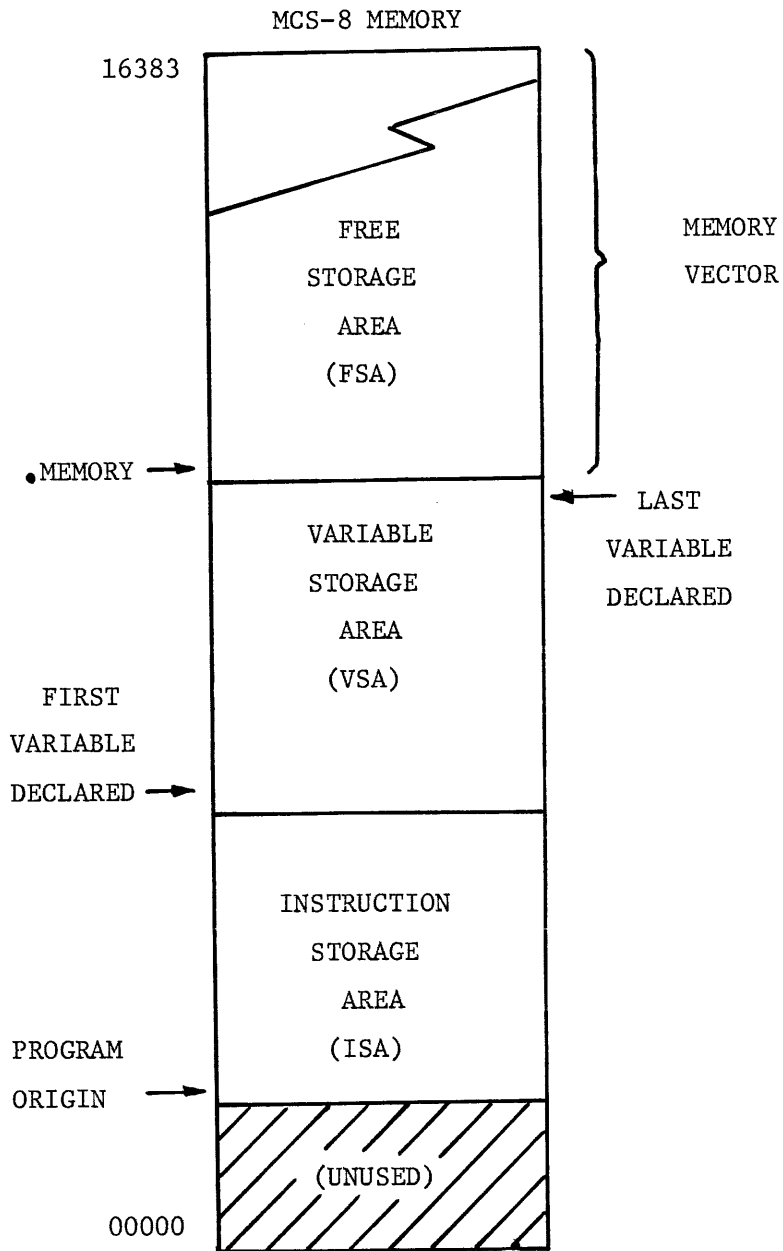 MCS-8 MEMORY
16383
FREE
STORAGE
AREA
(FSA)
MEMORY
VECTOR
.MEMORY
LAST
VARIABLE
DECLARED
VARIABLE
STORAGE
AREA
(VSA)
FIRST
VARIABLE
DECLARED
INSTRUCTION
STORAGE
AREA
(ISA)
PROGRAM
ORIGIN
(UNUSED)
00000